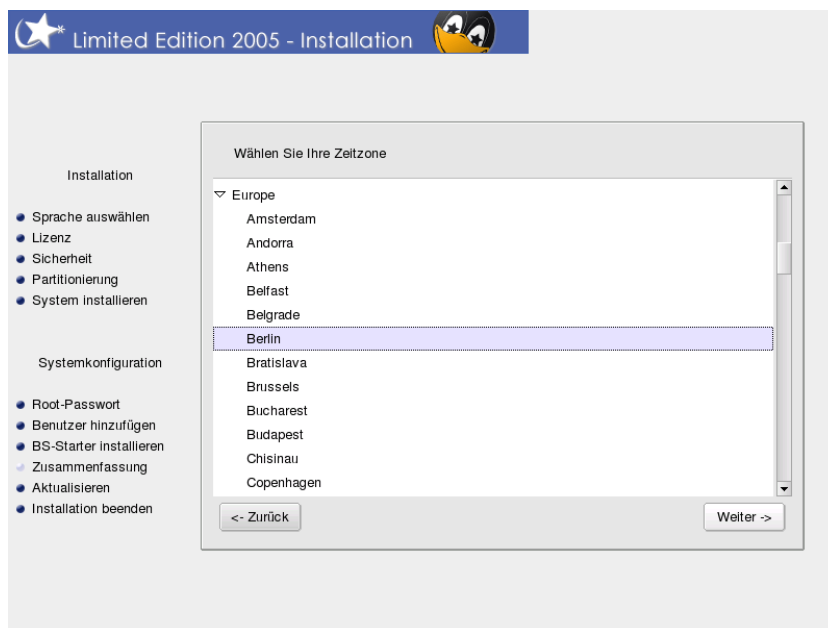 Limited Edition 2005 - Installation
Installation
Sprache auswählen
Lizenz
Sicherheit
Partitionierung
System installieren
Systemkonfiguration
Root-Passwort
Benutzer hinzufügen
BS-Starter installieren
Zusammenfassung
Aktualisieren
Installation beenden
Wählen Sie Ihre Zeitzone
Europe
Amsterdam
Andorra
Athens
Belfast
Belgrade
Berlin
Bratislava
Brussels
Bucharest
Budapest
Chisinau
Copenhagen
<- Zurück
Weiter ->